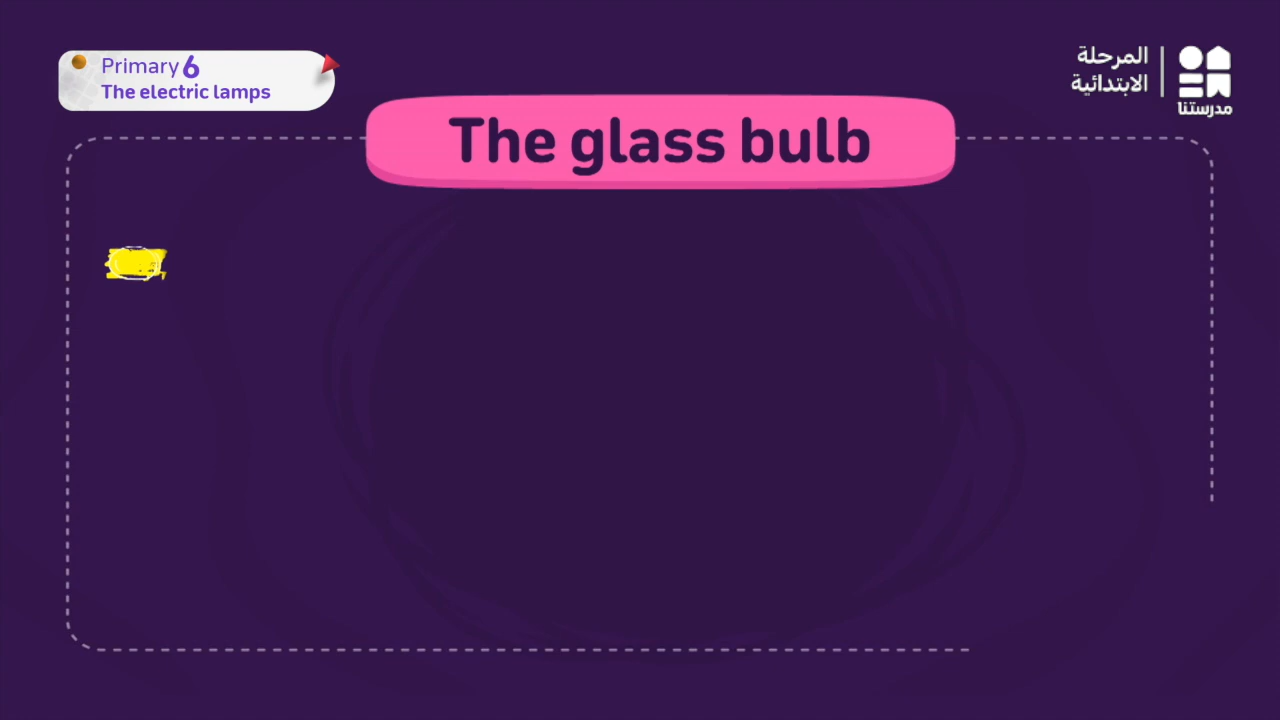 Primary 6
The electric lamps
المرحلة
الابتدائية
مدرستنا
The glass bulb